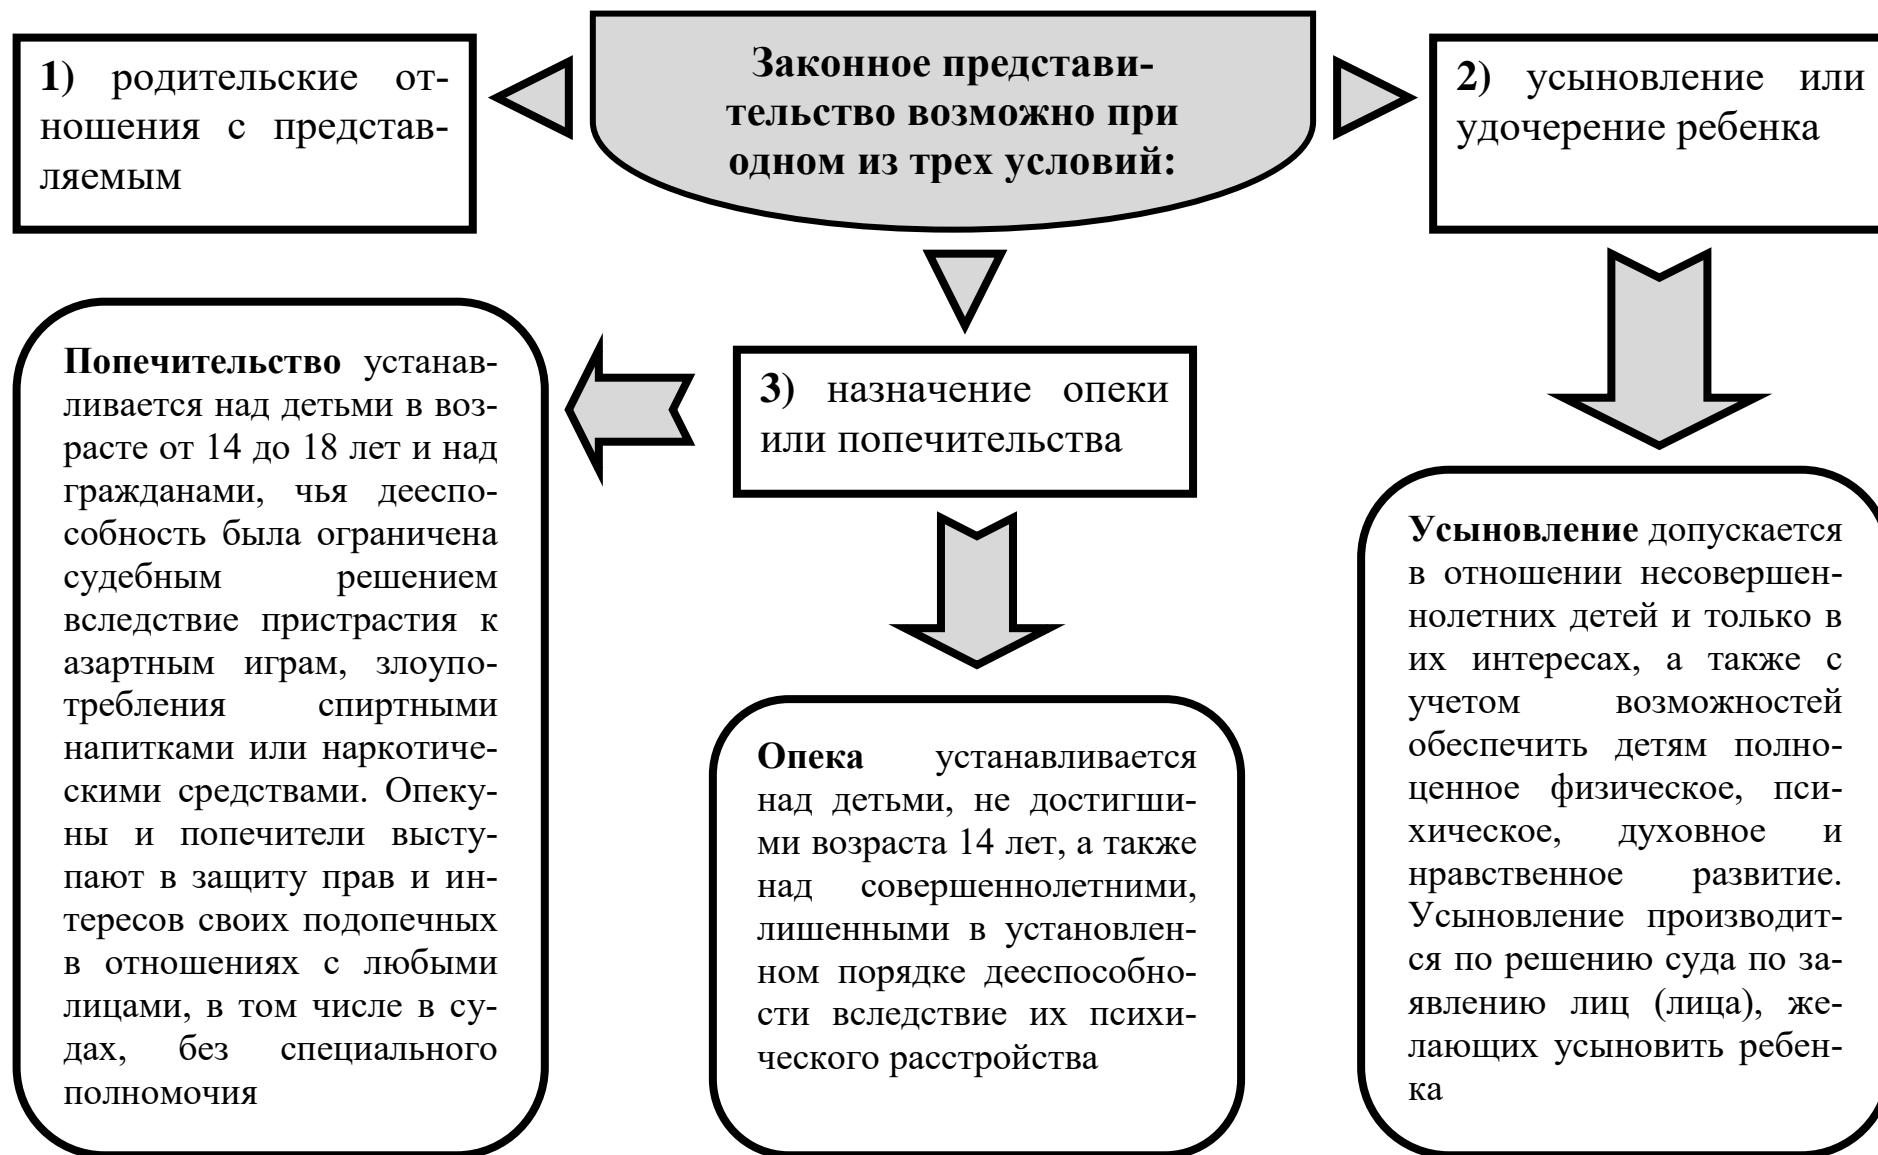 Законное представи-
тельство возможно при
одном из трех условий:
1) родительские от-
ношения с представ-
ляемым
2) усыновление или
удочерение ребенка
3) назначение опеки
или попечительства
Попечительство устанав-
ливается над детьми в воз-
расте от 14 до 18 лет и над
гражданами, чья дееспо-
собность была ограничена
судебным решением
вследствие пристрастия к
азартным играм, злоупо-
требления спиртными
напитками или наркотиче-
скими средствами. Опеку-
ны и попечители высту-
пают в защиту прав и ин-
тересов своих подопечных
в отношениях с любыми
лицами, в том числе в су-
дах, без специального
полномочия
Опека устанавливается
над детьми, не достигши-
ми возраста 14 лет, а также
над совершеннолетними,
лишенными в установлен-
ном порядке дееспособно-
сти вследствие их психи-
ческого расстройства
Усыновление допускается
в отношении несовершен-
нолетних детей и только в
их интересах, а также с
учетом возможностей
обеспечить детям полно-
ценное физическое, пси-
хическое, духовное и
нравственное развитие.
Усыновление производит-
ся по решению суда по за-
явлению лиц (лица), же-
лающих усыновить ребен-
ка